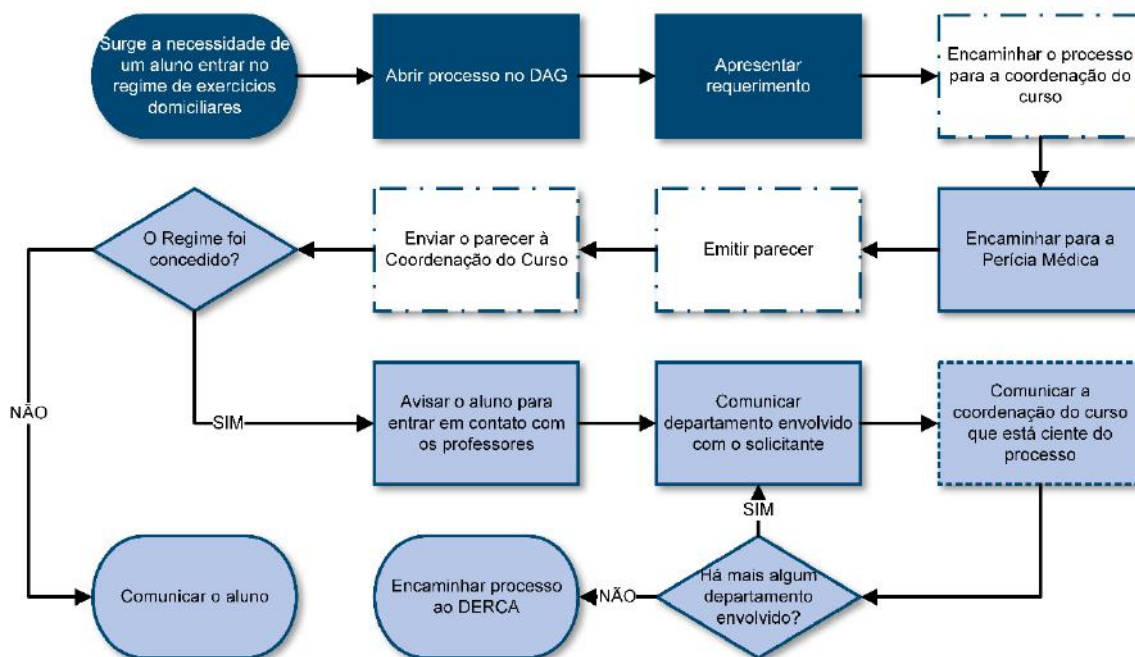 Surge a necessidade de
um aluno entrar no
regime de exercícios
domiciliares
Abrir processo no DAG
Apresentar
requerimento
Encaminhar o processo
para a coordenação do
curso
O Regime foi
concedido?
Enviar o parecer à
Coordenação do Curso
Emitir parecer
Encaminhar para a
Perícia Médica
NÃO
SIM
Avisar o aluno para
entrar em contato com
os professores
Comunicar
departamento envolvido
com o solicitante
Comunicar a
coordenação do curso
que está ciente do
processo
SIM
Comunicar o aluno
Encaminhar processo
ao DERCA
NÃO
Há mais algum
departamento
envolvido?